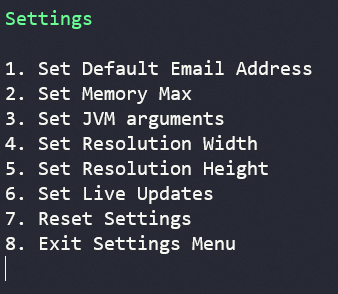 Settings
1. Set Default Email Address
2. Set Memory Max
3. Set JVM arguments
4. Set Resolution Width
5. Set Resolution Height
6. Set Live Updates
7. Reset Settings
8. Exit Settings Menu